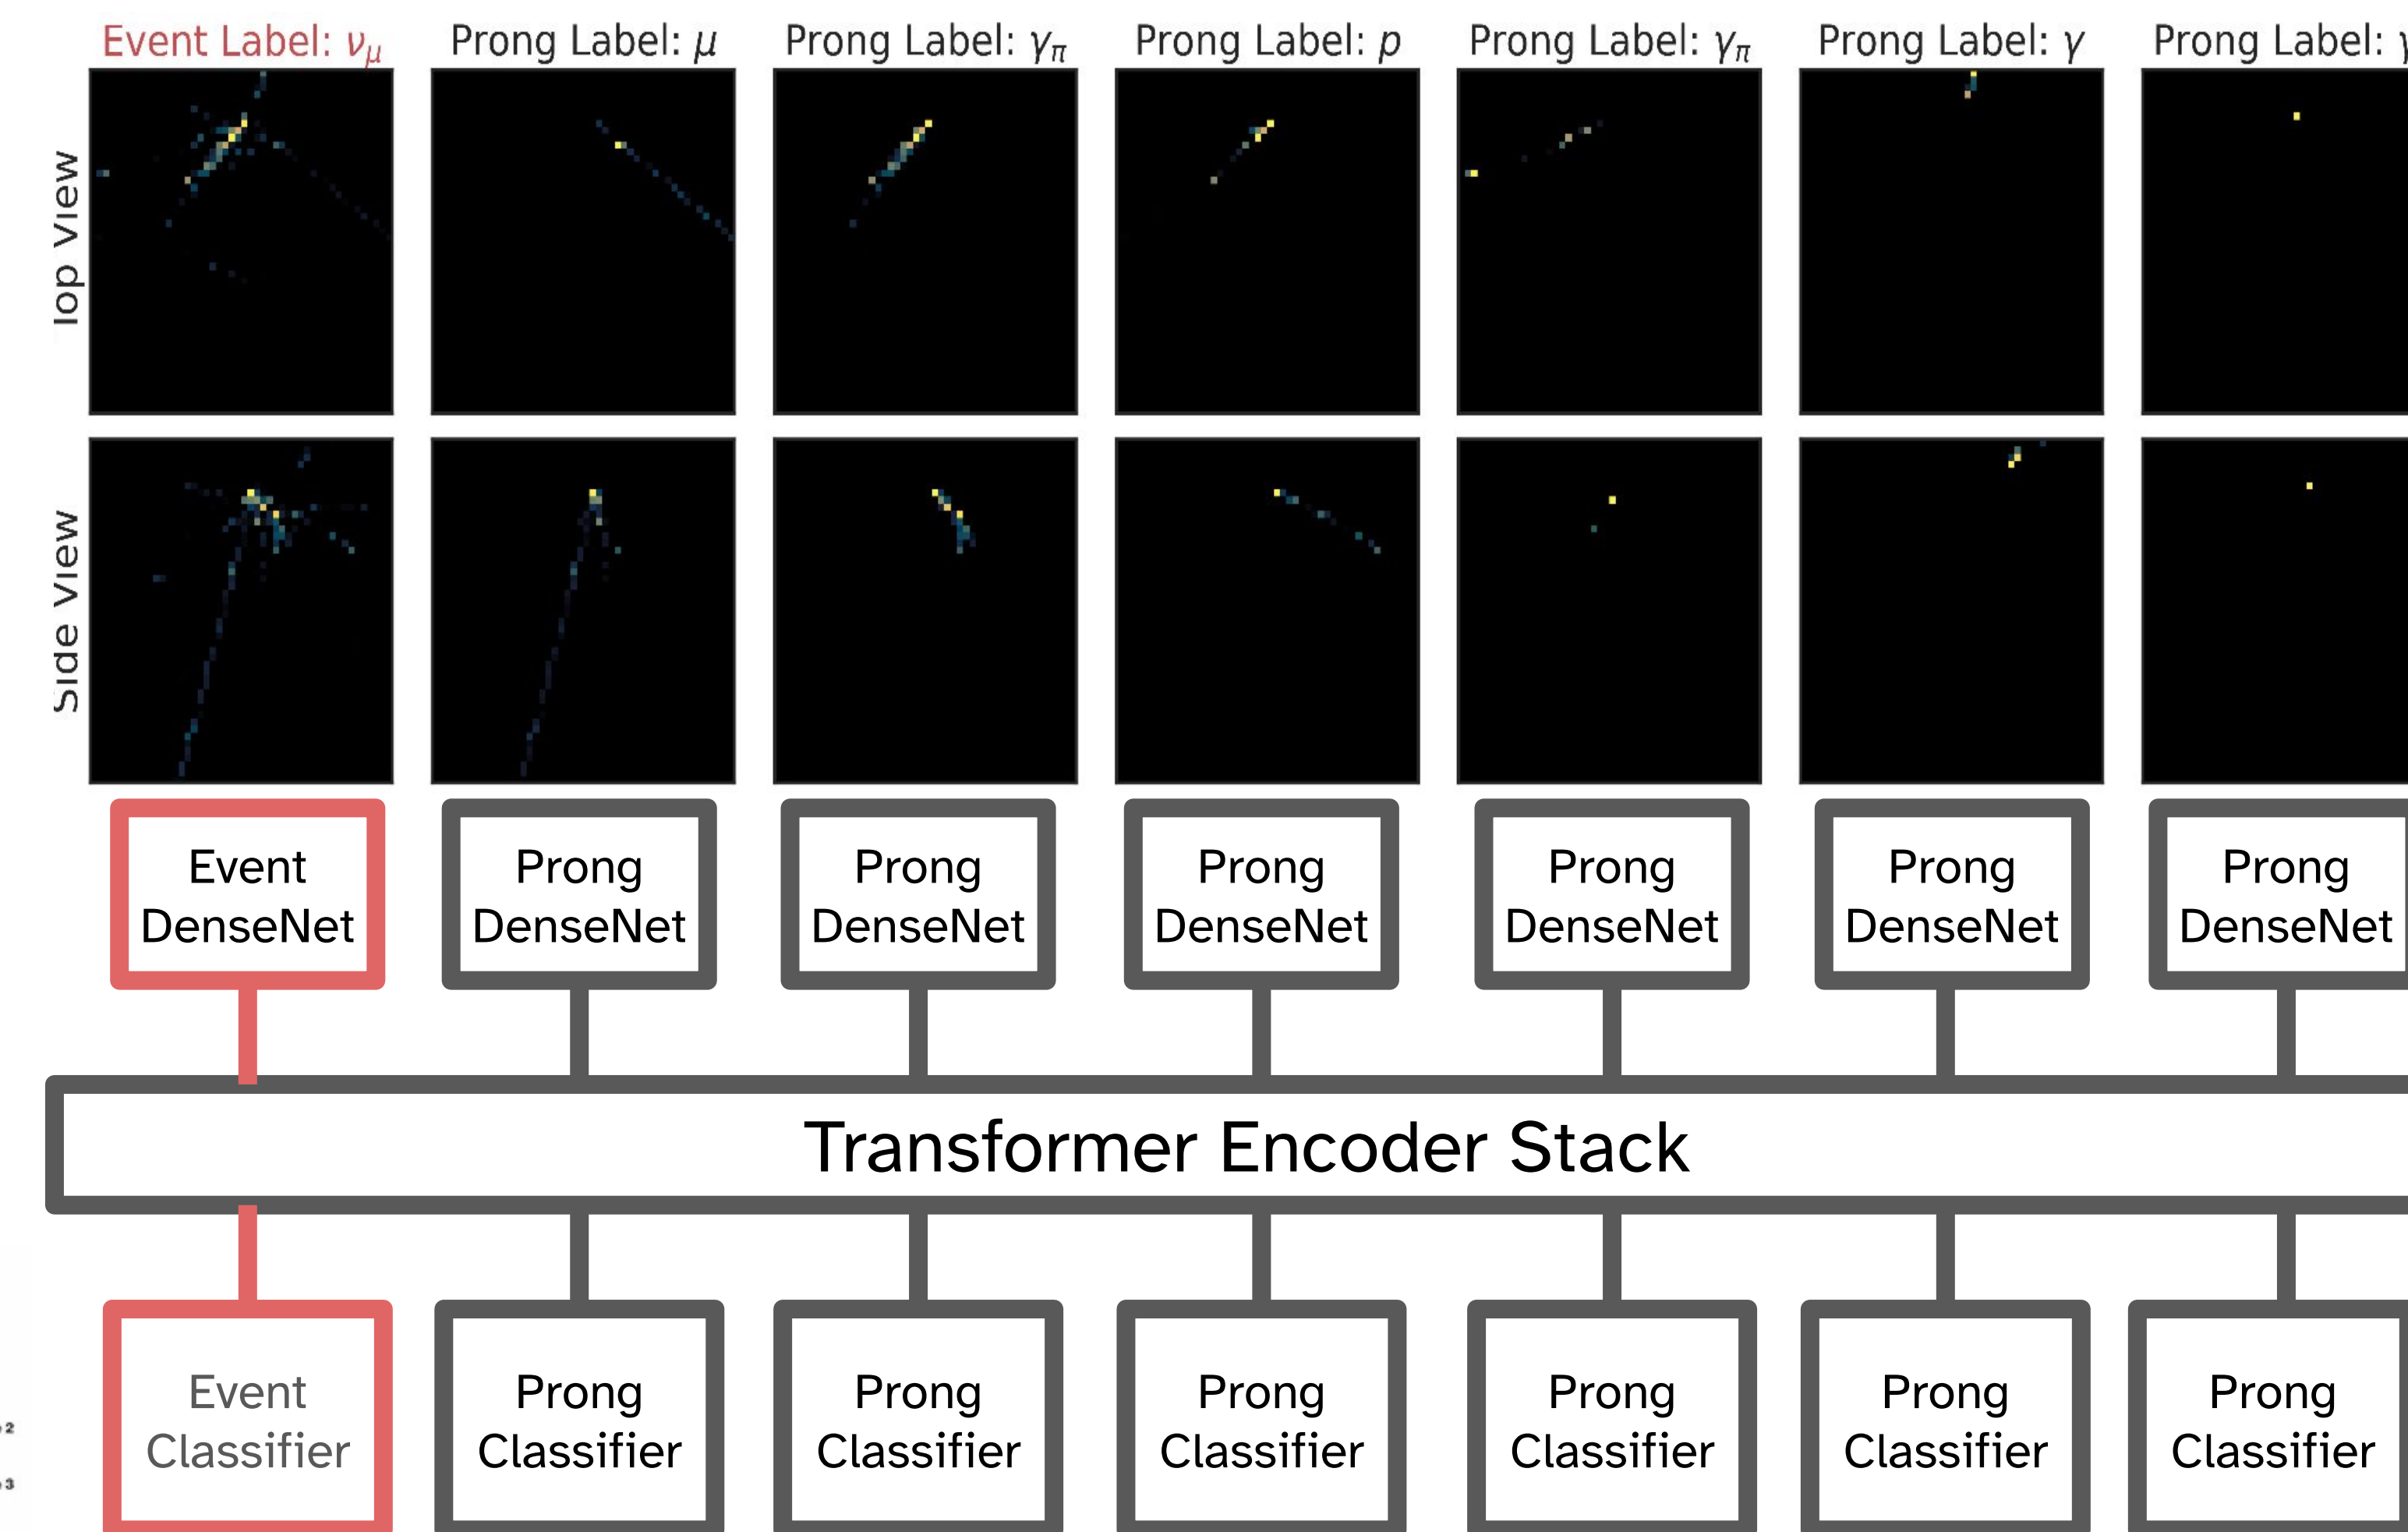 Event Label: νμ
Prong Label: μ
Prong Label: γπ
Prong Label: p
Prong Label: γπ
Prong Label: γ
Prong Label:
Top View
Side View
Event
DenseNet
Prong
DenseNet
Prong
DenseNet
Prong
DenseNet
Prong
DenseNet
Prong
DenseNet
Prong
DenseNet
Transformer Encoder Stack
Event
Classifier
Prong
Classifier
Prong
Classifier
Prong
Classifier
Prong
Classifier
Prong
Classifier
Prong
Classifier
2
3